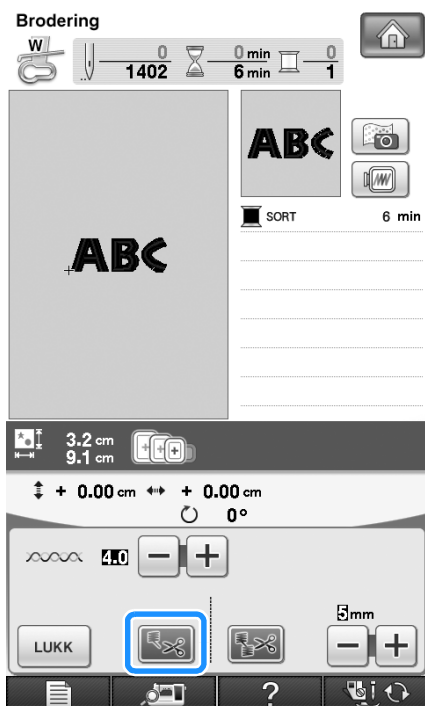 Brodering
W
0 0 min 0
1402 6 min 1
ABC
ABC
SORT 6 min
3.2 cm
9.1 cm
+ 0.00 cm + 0.00 cm
0°
4.0 − +
5mm
LUKK − +
?